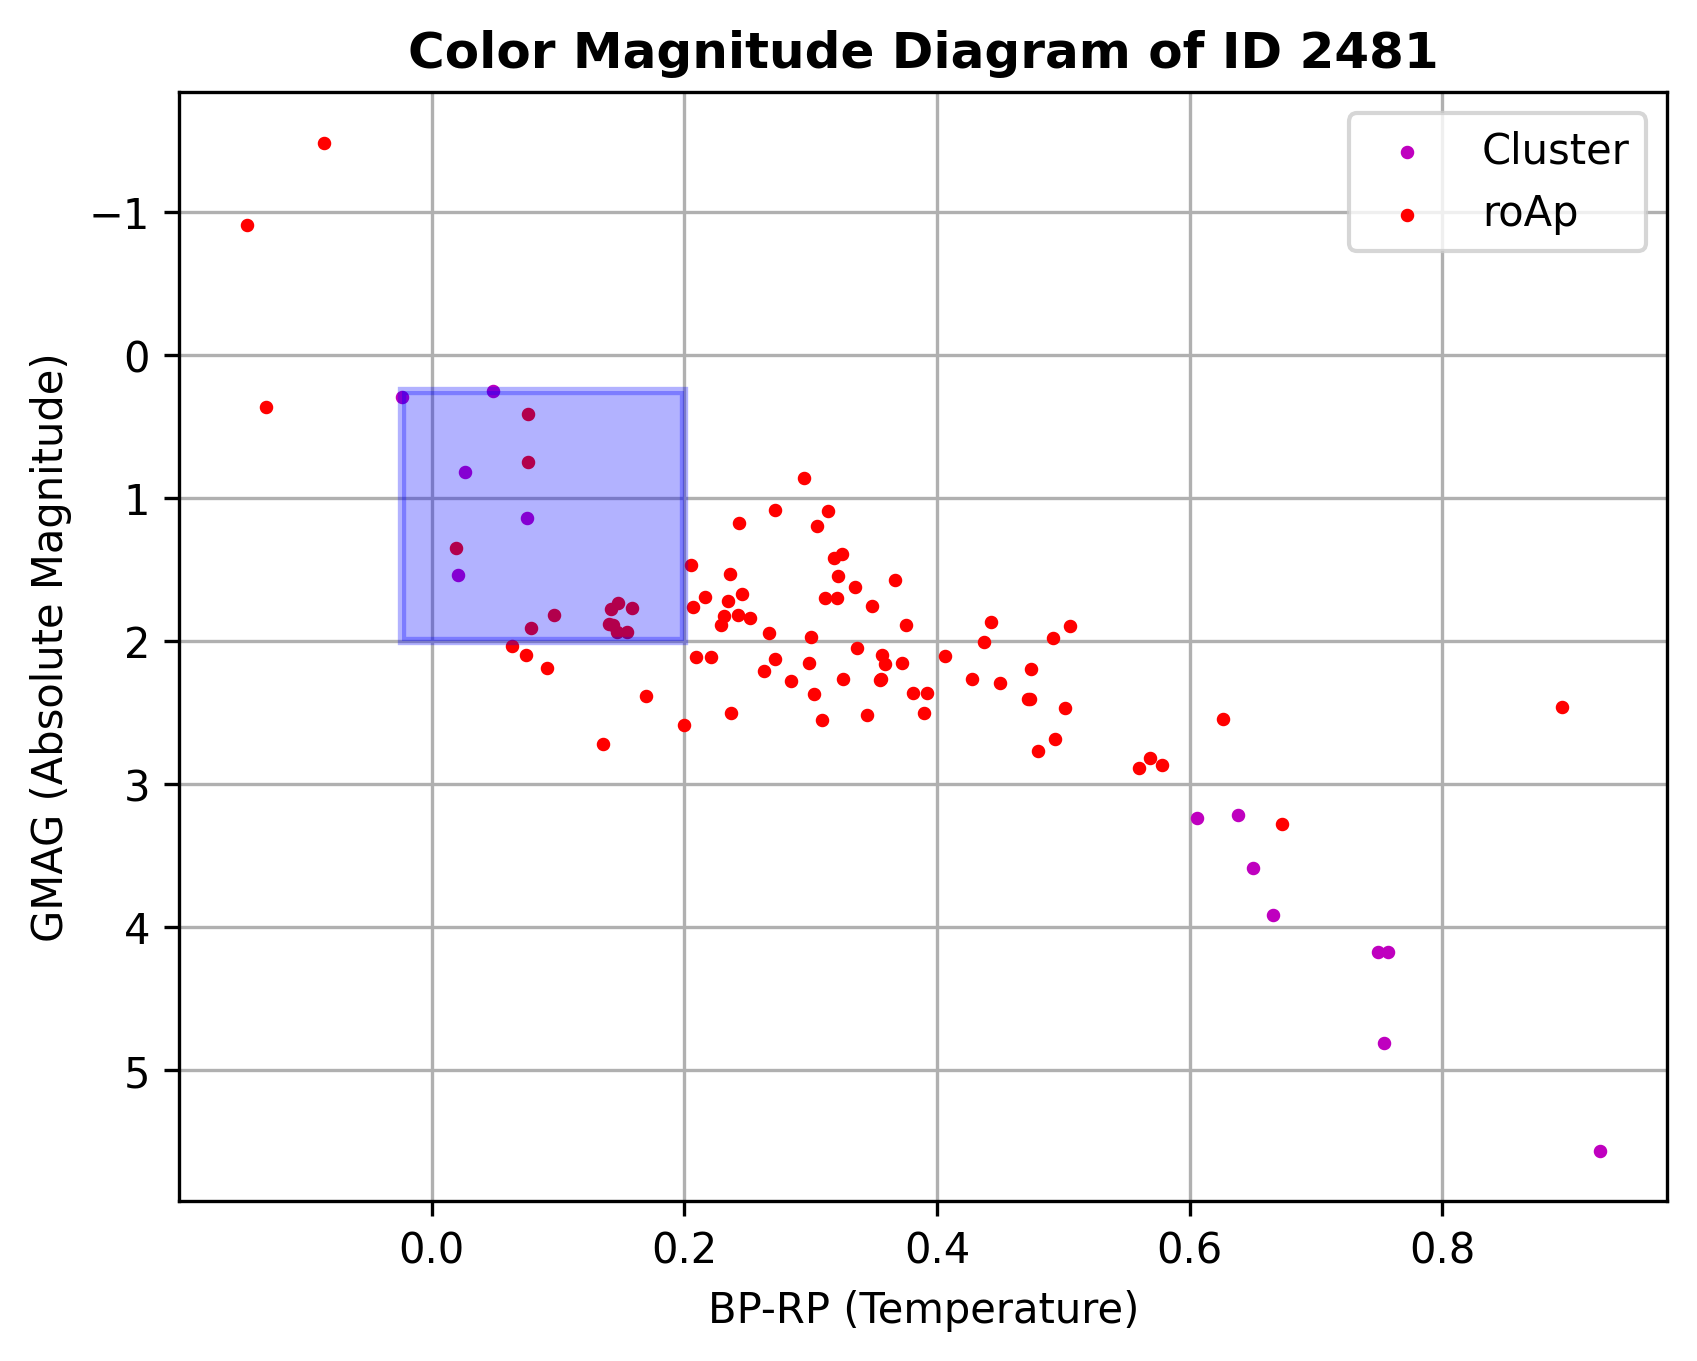 Color Magnitude Diagram of ID 2481
Cluster
roAp
GMAG (Absolute Magnitude)
−1
0
1
2
3
4
5
0.0 0.2 0.4 0.6 0.8
BP-RP (Temperature)